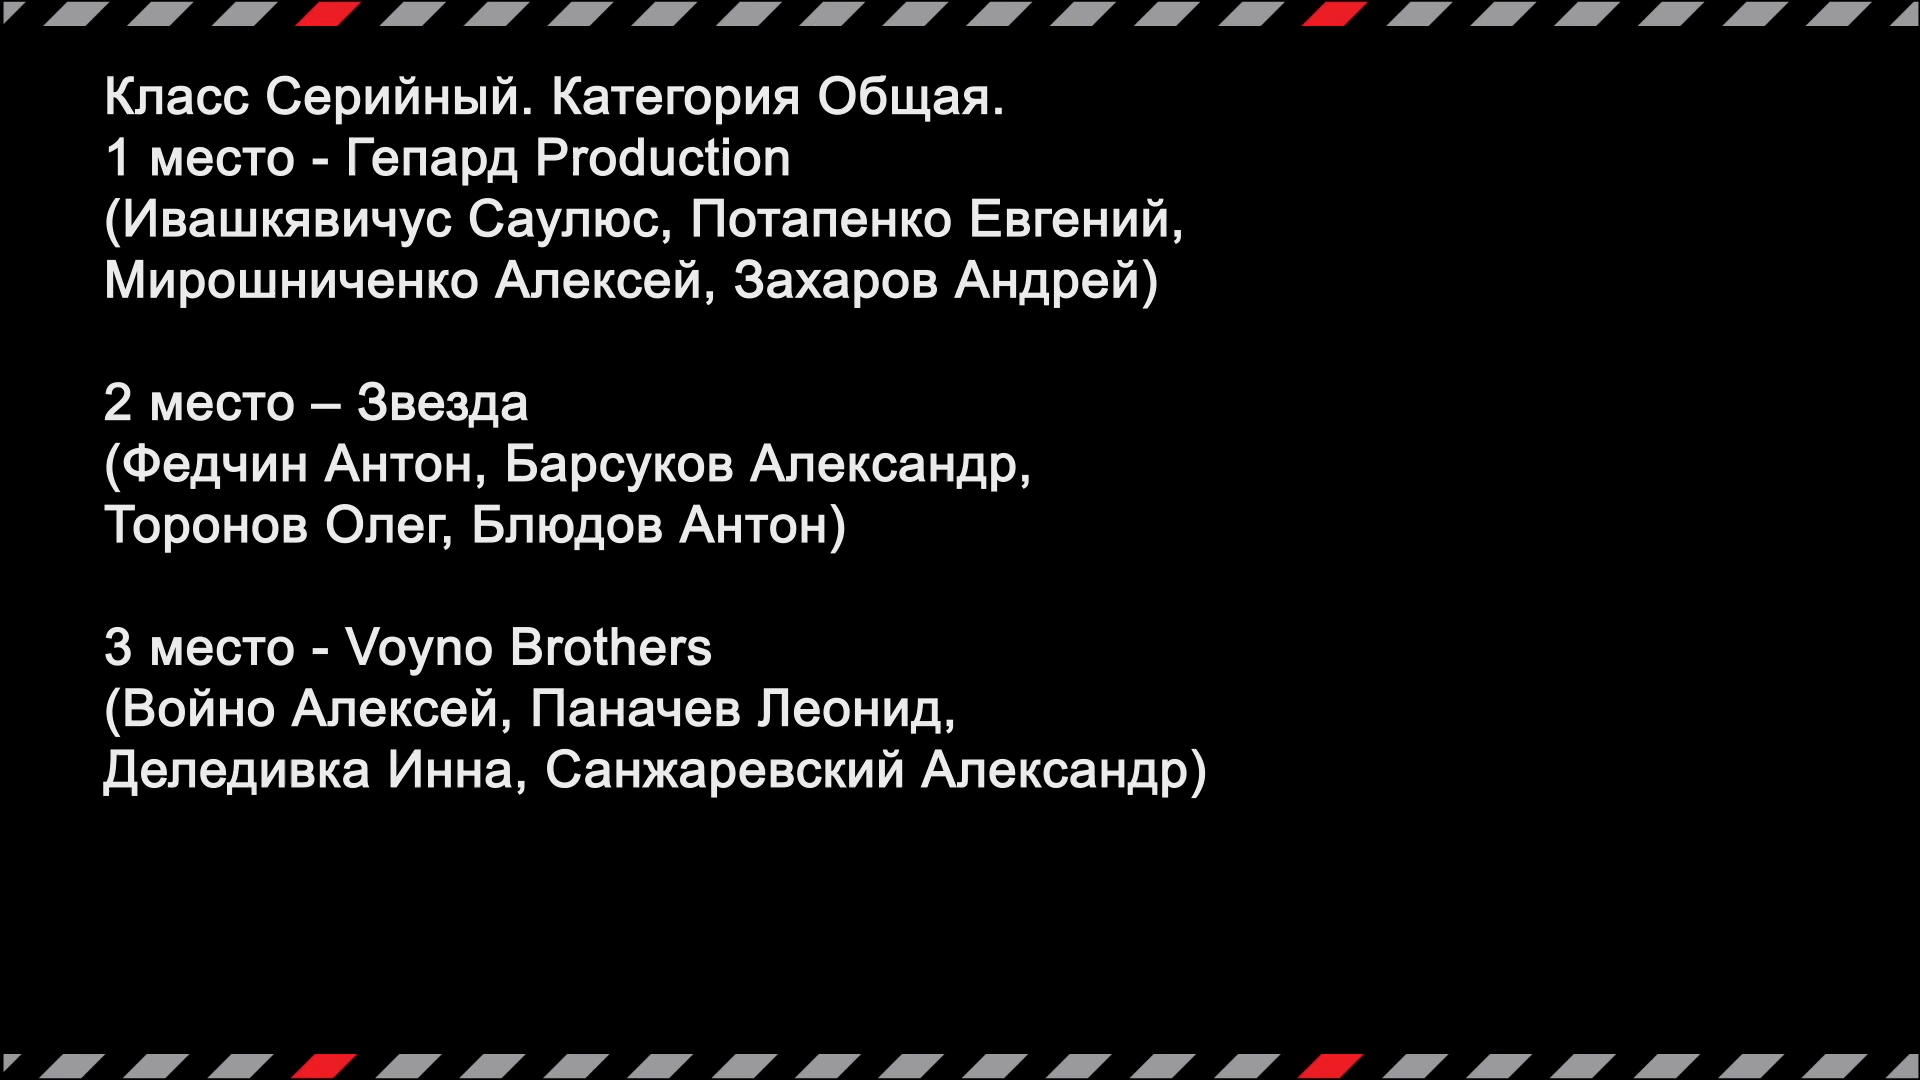 Класс Серийный. Категория Общая.
1 место - Гепард Production
(Ивашкявичус Саулюс, Потапенко Евгений,
Мирошниченко Алексей, Захаров Андрей)
2 место – Звезда
(Федчин Антон, Барсуков Александр,
Торонов Олег, Блюдов Антон)
3 место - Voyno Brothers
(Войно Алексей, Паначев Леонид,
Деледивка Инна, Санжаревский Александр)